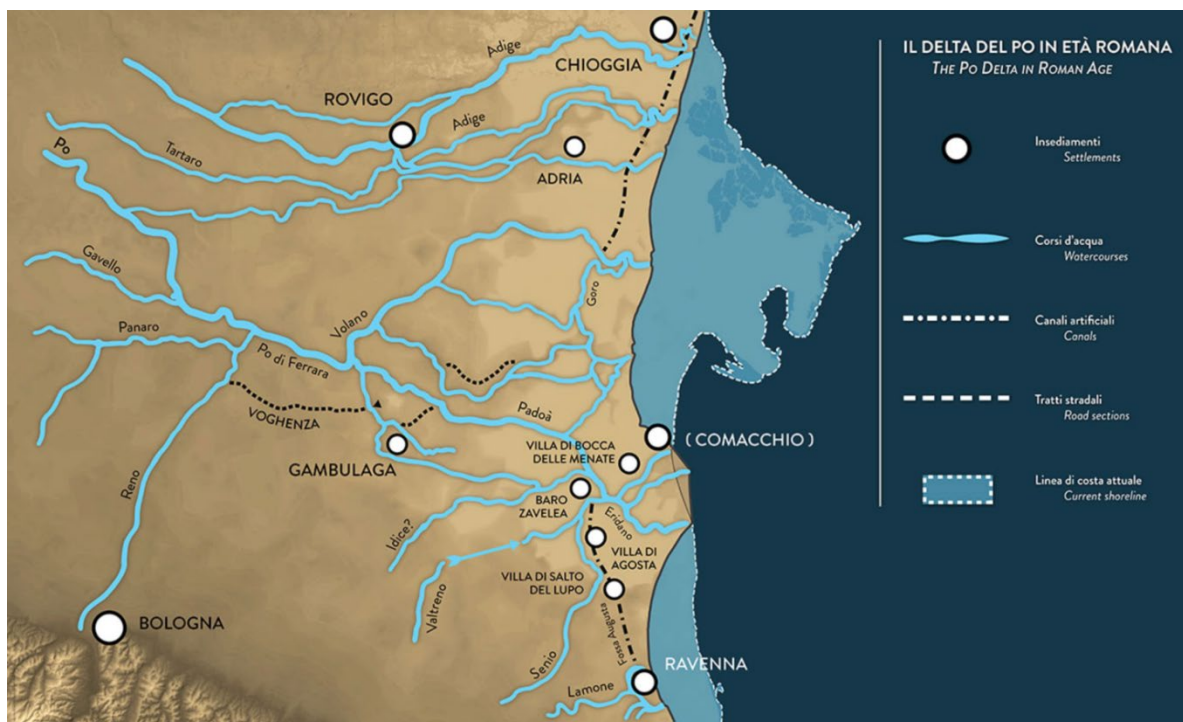 IL DELTA DEL PO IN ETÀ ROMANA
THE PO DELTA IN ROMAN AGE
Insediamenti
Settlements
Corsi d'acqua
Watercourses
Canali artificiali
Canals
Tratti stradali
Road sections
Linea di costa attuale
Current shoreline
Adige
CHIOGGIA
ROVIGO
Adige
Po
Tartaro
ADRIA
Gavello
Goro
Panaro
Volano
Po di Ferrara
VOGHENZA
Padoà
( COMACCHIO )
VILLA DI BOCCA
DELLE MENATE
GAMBULAGA
Reno
BARO
ZAVELEA
Eridano
Idice?
VILLA DI
AGOSTA
VILLA DI SALTO
DEL LUPO
Valtreno
BOLOGNA
Fossa Augusta
Senio
RAVENNA
Lamone